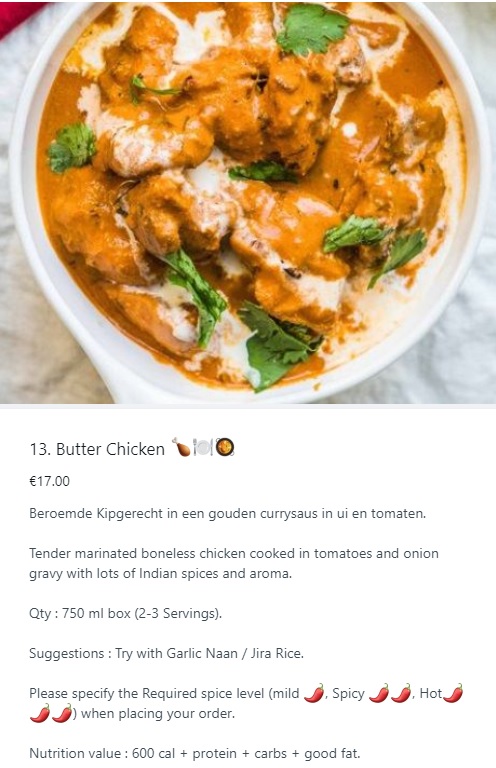 13. Butter Chicken 🍗🍽️🥘
€17.00
Beroemde Kipgerecht in een gouden currysaus in ui en tomaten.
Tender marinated boneless chicken cooked in tomatoes and onion
gravy with lots of Indian spices and aroma.
Qty : 750 ml box (2-3 Servings).
Suggestions : Try with Garlic Naan / Jira Rice.
Please specify the Required spice level (mild 🌶️, Spicy 🌶️🌶️, Hot🌶️
🌶️🌶️) when placing your order.
Nutrition value : 600 cal + protein + carbs + good fat.